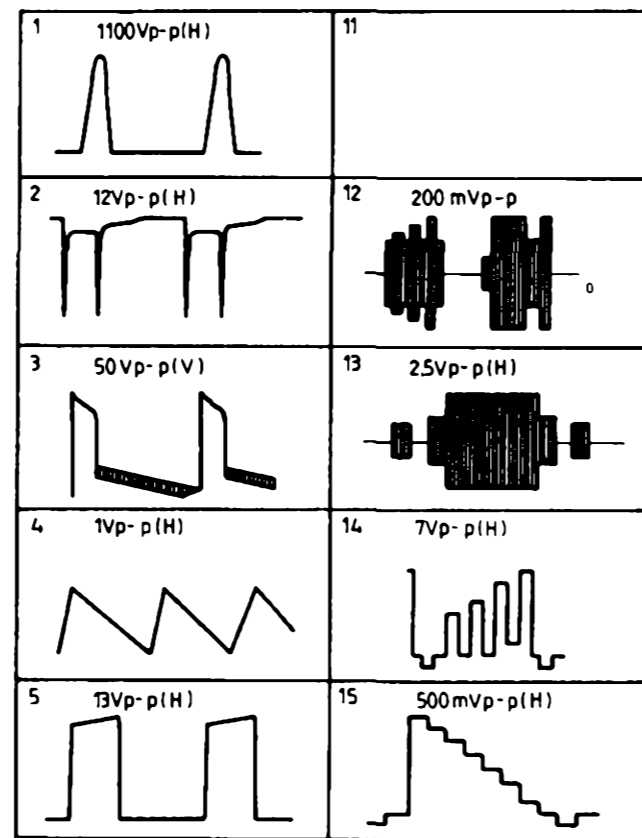 1 1100Vp-p(H)
2 12Vp-p(H)
3 50Vp-p(V)
4 1Vp-p(H)
5 13Vp-p(H)
11
12 200mVp-p
0
13 2,5Vp-p(H)
14 7Vp-p(H)
15 500mVp-p(H)